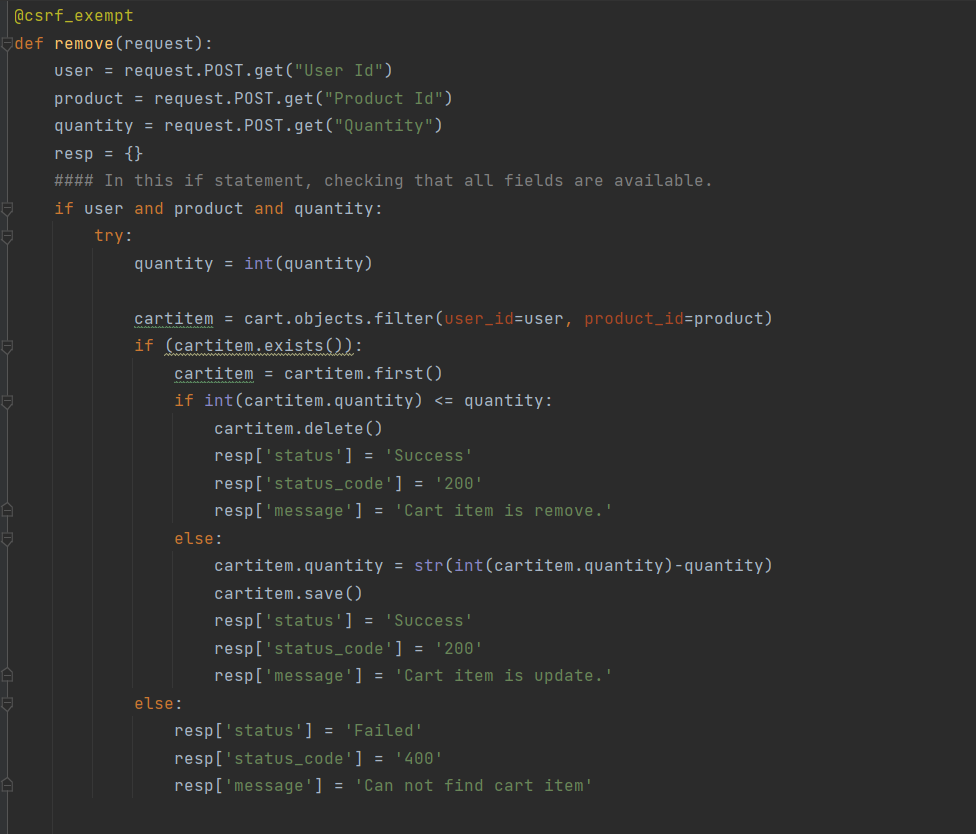 @csrf_exempt
def remove(request):
    user = request.POST.get("User Id")
    product = request.POST.get("Product Id")
    quantity = request.POST.get("Quantity")
    resp = {}
    #### In this if statement, checking that all fields are available.
    if user and product and quantity:
        try:
            quantity = int(quantity)

            cartitem = cart.objects.filter(user_id=user, product_id=product)
            if (cartitem.exists()):
                cartitem = cartitem.first()
                if int(cartitem.quantity) <= quantity:
                    cartitem.delete()
                    resp['status'] = 'Success'
                    resp['status_code'] = '200'
                    resp['message'] = 'Cart item is remove.'
                else:
                    cartitem.quantity = str(int(cartitem.quantity)-quantity)
                    cartitem.save()
                    resp['status'] = 'Success'
                    resp['status_code'] = '200'
                    resp['message'] = 'Cart item is update.'
            else:
                resp['status'] = 'Failed'
                resp['status_code'] = '400'
                resp['message'] = 'Can not find cart item'